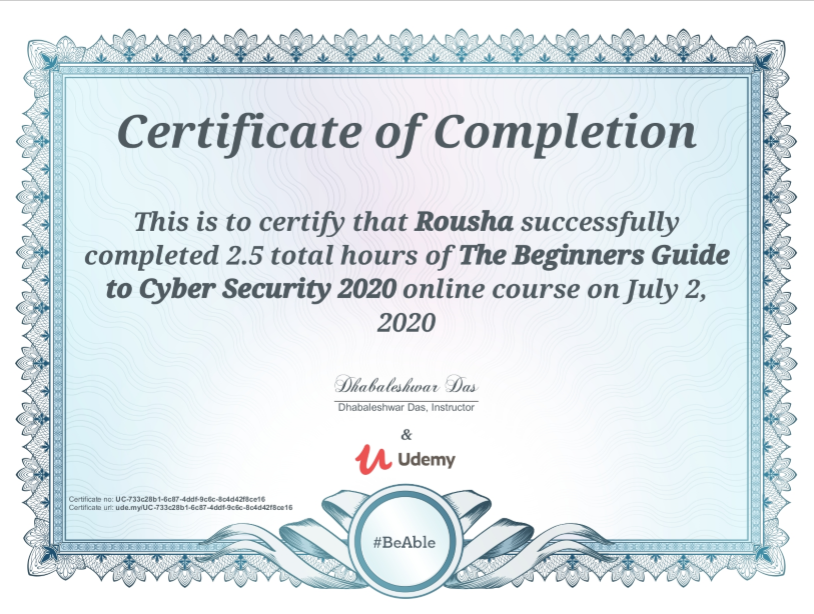 Certificate of Completion
This is to certify that Rousha successfully
completed 2.5 total hours of The Beginners Guide
to Cyber Security 2020 online course on July 2,
2020
Dhabaleshwar Das
Dhabaleshwar Das, Instructor
&
Udemy
Certificate no: UC-733c28b1-6c87-4ddf-9c6c-8c4d42f8ce16
Certificate url: ude.my/UC-733c28b1-6c87-4ddf-9c6c-8c4d42f8ce16
#BeAble